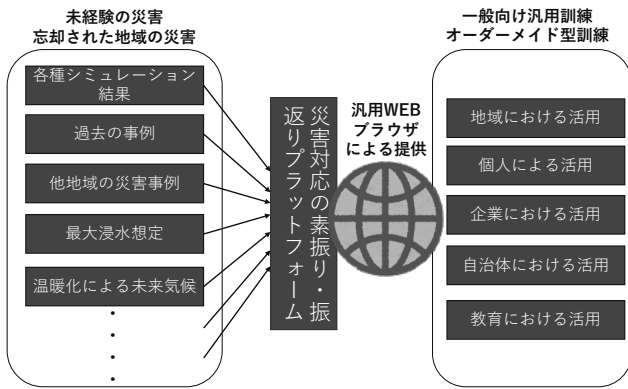 未経験の災害
忘却された地域の災害
各種シミュレーション
結果
過去の事例
他地域の災害事例
最大浸水想定
温暖化による未来気候
・
・
・
・
災害対応の素振り・振
返りプラットフォーム
汎用WEB
ブラウザ
による提供
一般向け汎用訓練
オーダーメイド型訓練
地域における活用
個人による活用
企業における活用
自治体における活用
教育における活用